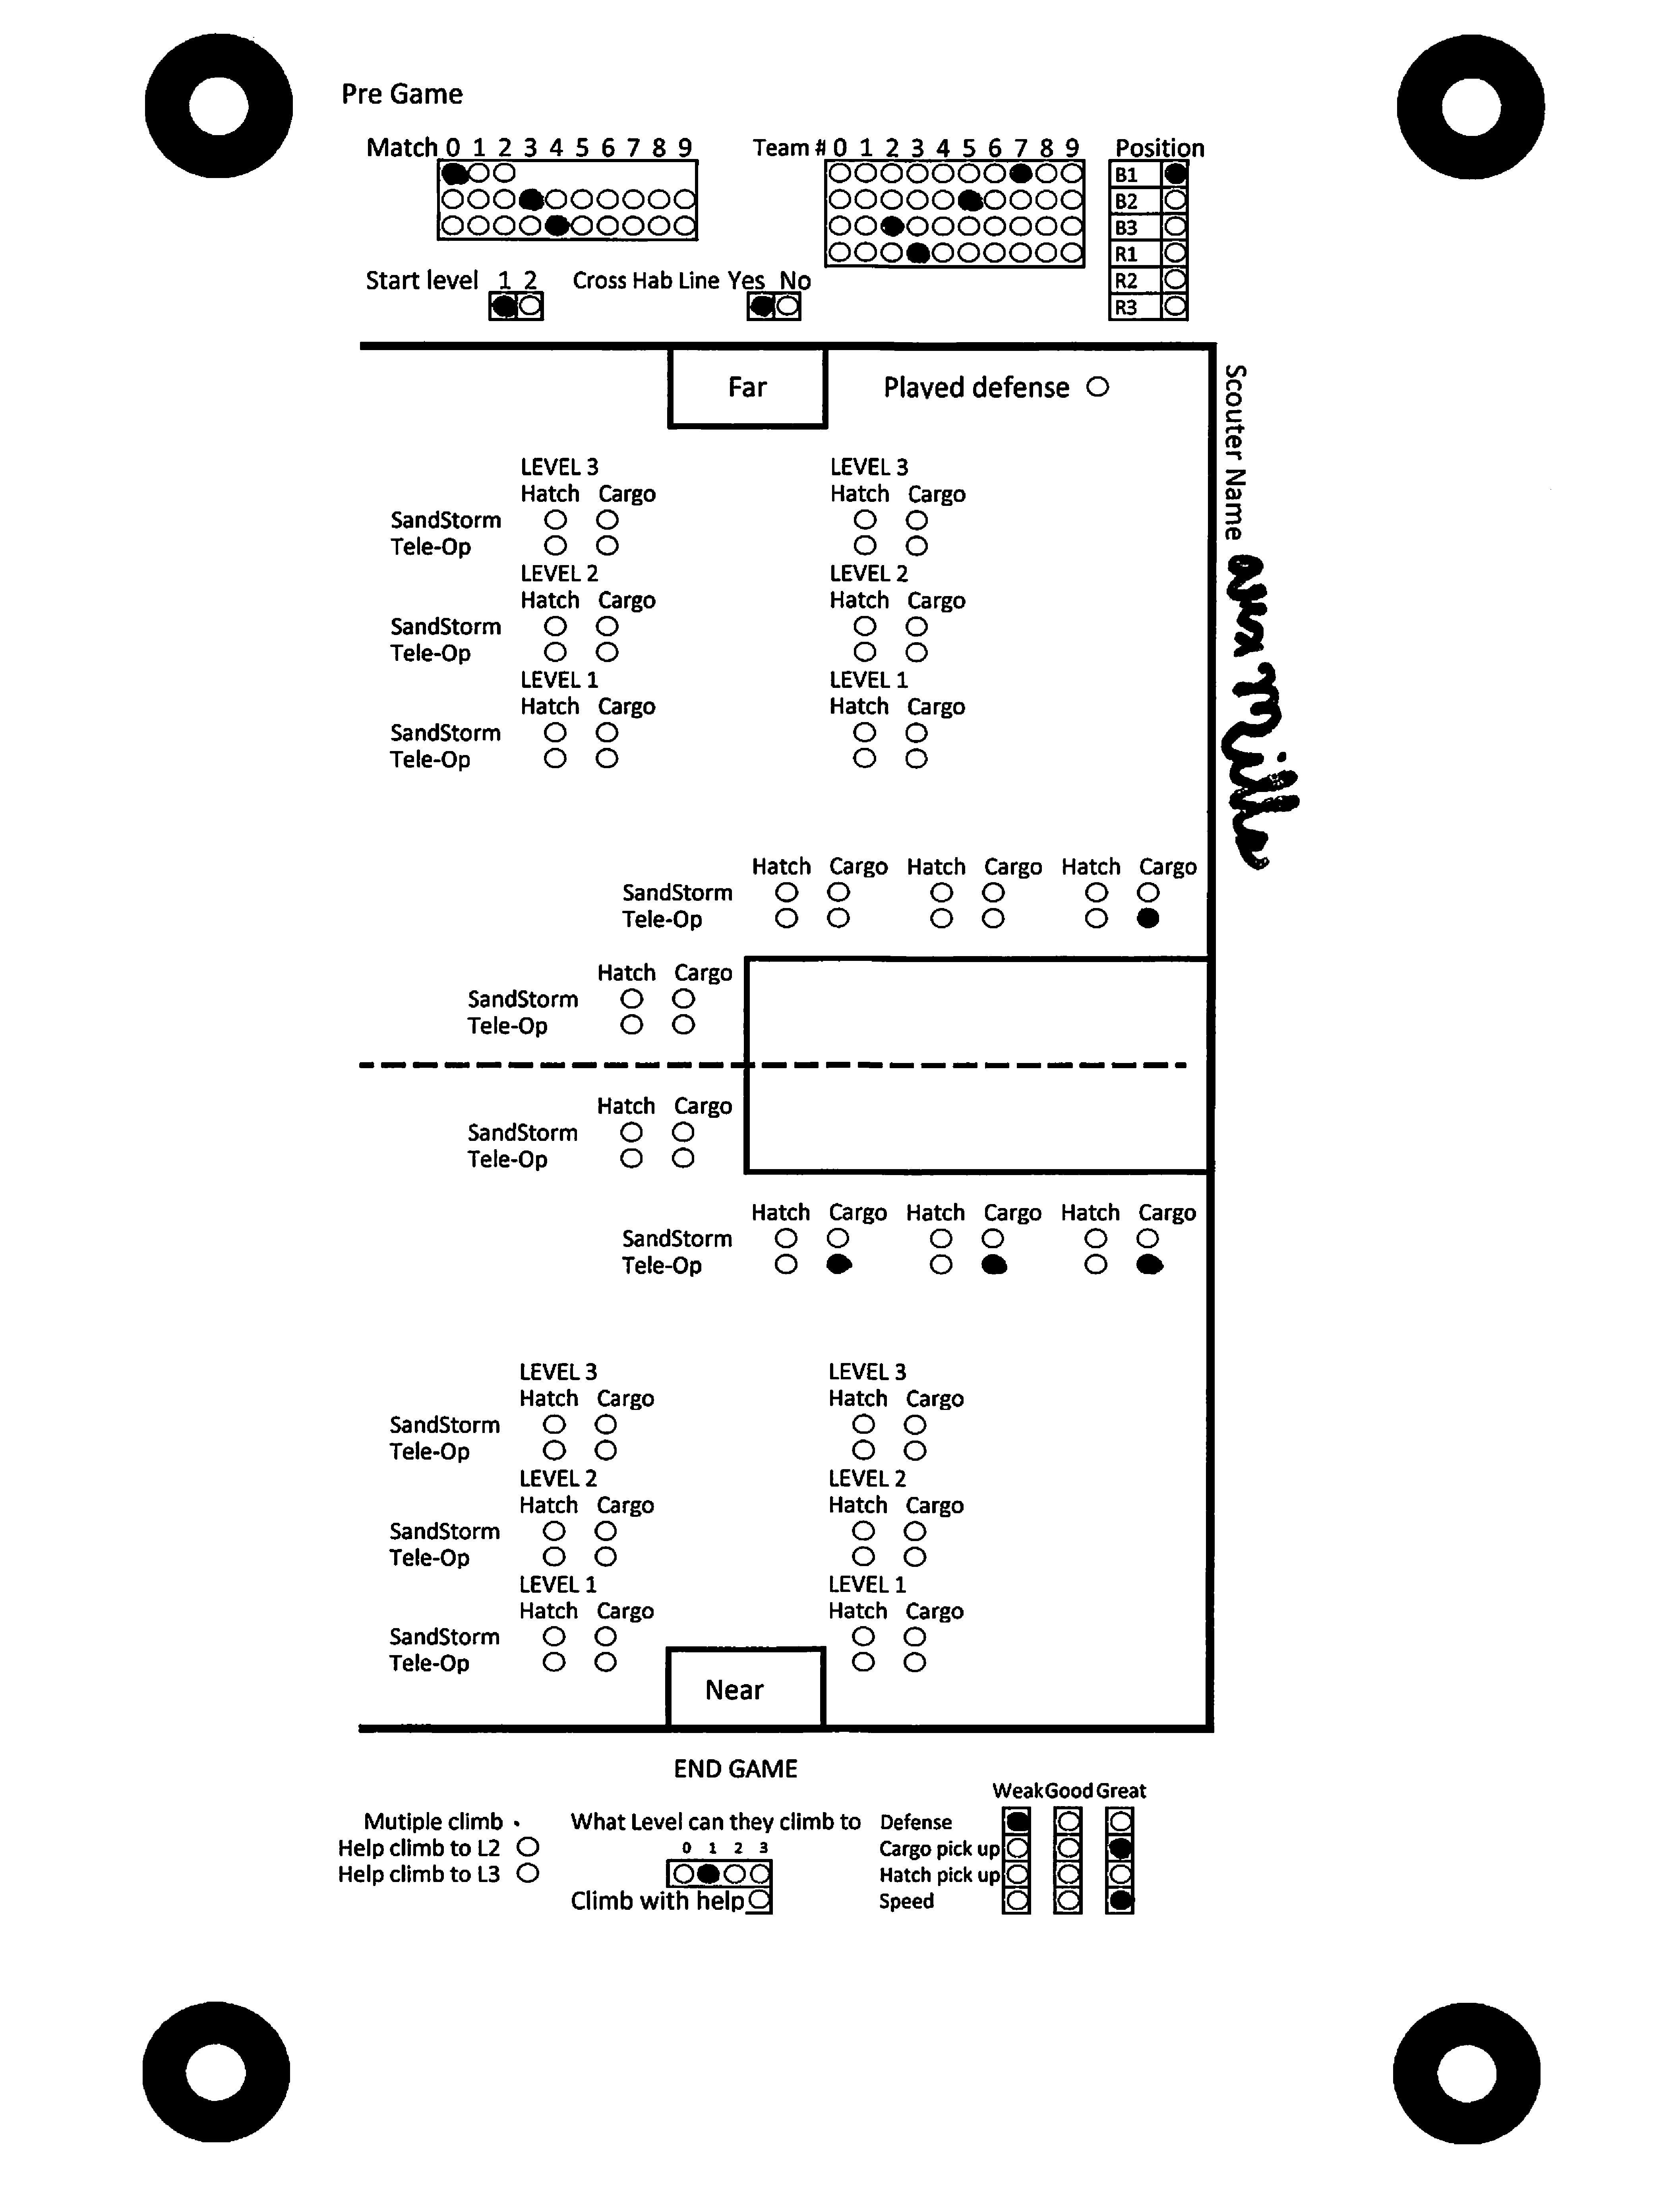 Pre Game
Match 0 1 2 3 4 5 6 7 8 9
Team # 0 1 2 3 4 5 6 7 8 9
Position
B1
B2
B3
R1
R2
R3
Start level 1 2
Cross Hab Line Yes No
Far
Played defense
Scouter Name
LEVEL 3 LEVEL 3
Hatch Cargo Hatch Cargo
SandStorm
Tele-Op
LEVEL 2 LEVEL 2
Hatch Cargo Hatch Cargo
SandStorm
Tele-Op
LEVEL 1 LEVEL 1
Hatch Cargo Hatch Cargo
SandStorm
Tele-Op
Hatch Cargo Hatch Cargo Hatch Cargo
SandStorm
Tele-Op
Hatch Cargo
SandStorm
Tele-Op
Hatch Cargo
SandStorm
Tele-Op
Hatch Cargo Hatch Cargo Hatch Cargo
SandStorm
Tele-Op
LEVEL 3 LEVEL 3
Hatch Cargo Hatch Cargo
SandStorm
Tele-Op
LEVEL 2 LEVEL 2
Hatch Cargo Hatch Cargo
SandStorm
Tele-Op
LEVEL 1 LEVEL 1
Hatch Cargo Hatch Cargo
SandStorm
Tele-Op
Near
END GAME
Mutiple climb
Help climb to L2
Help climb to L3
What Level can they climb to
0 1 2 3
Climb with help
Weak Good Great
Defense
Cargo pick up
Hatch pick up
Speed